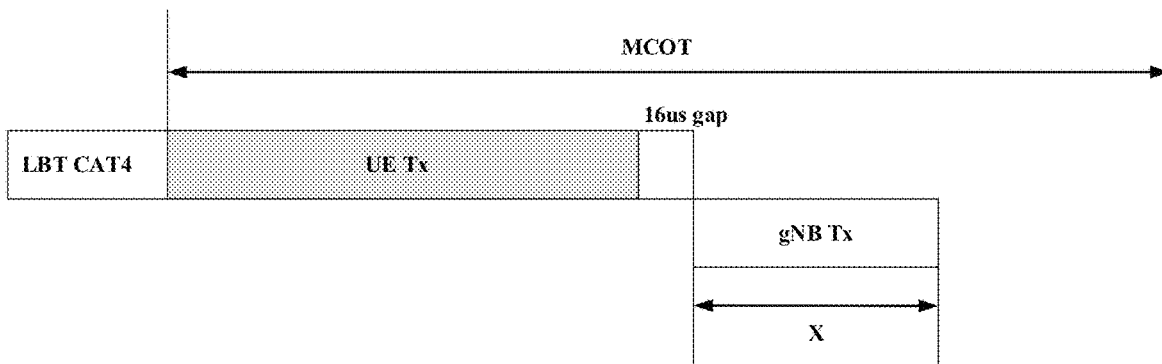 MCOT
16us gap
LBT CAT4
UE Tx
gNB Tx
X